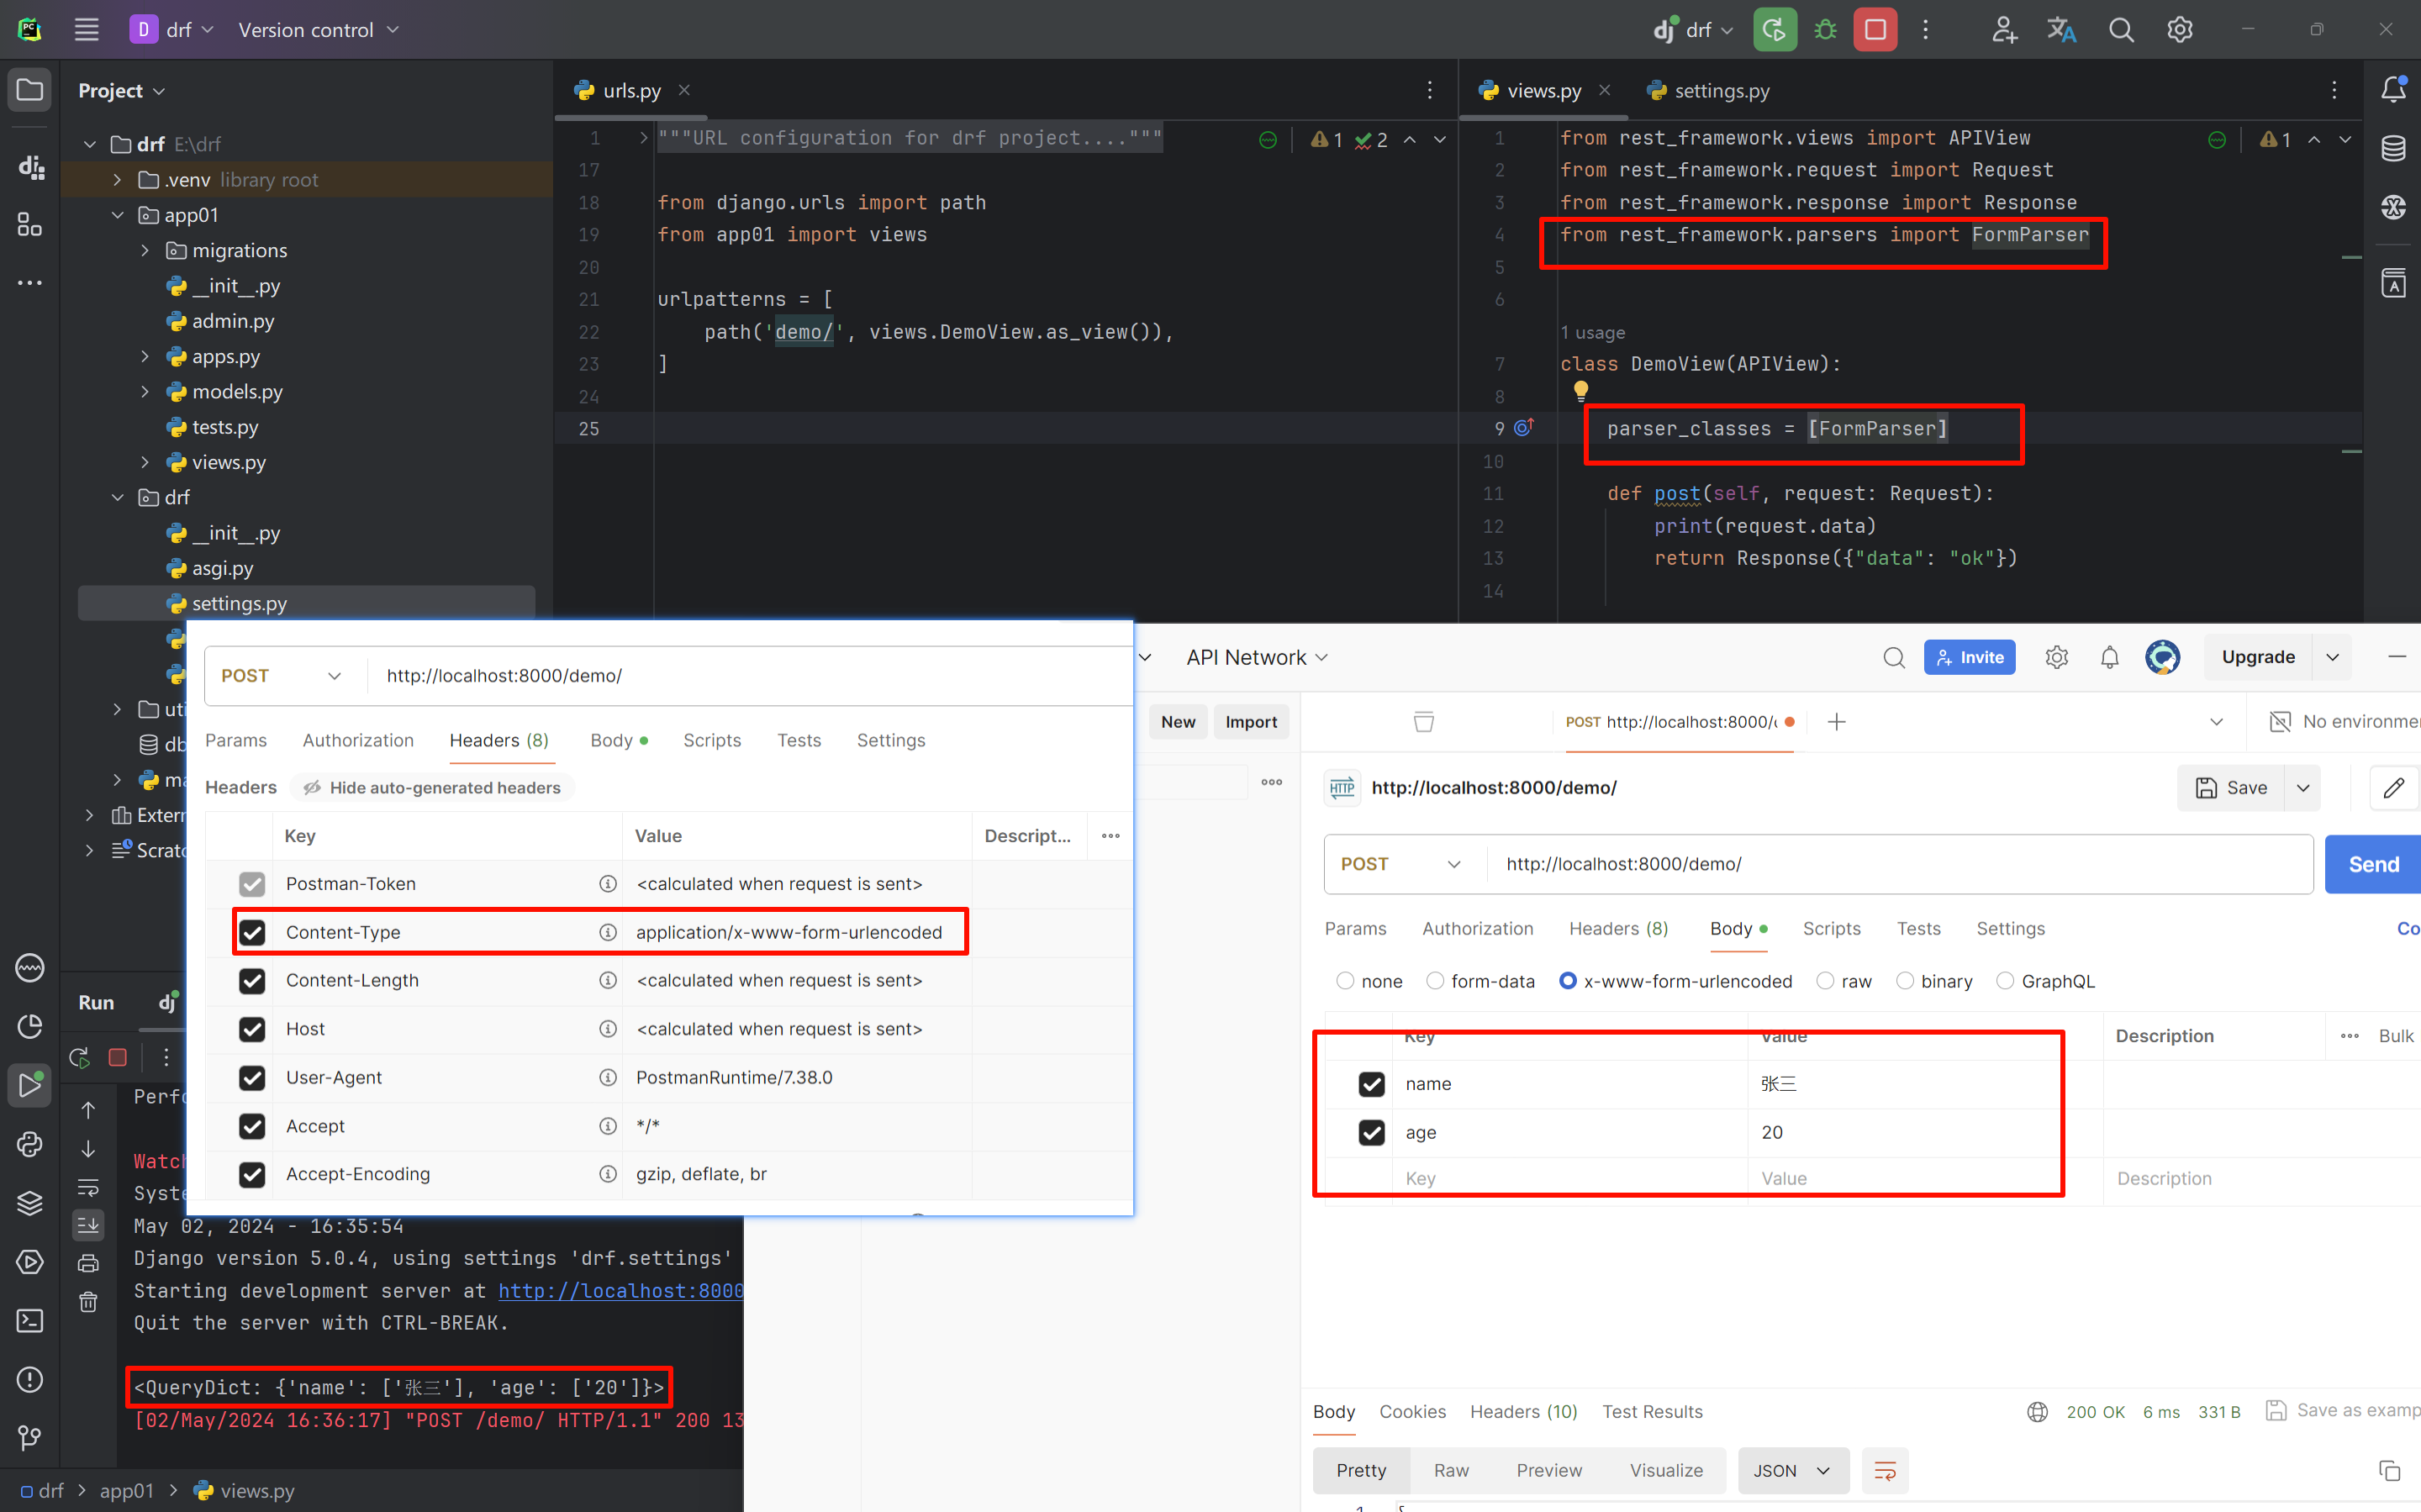 D drf Version control
dj drf
Project
drf E:\drf
.venv library root
app01
migrations
__init__.py
admin.py
apps.py
models.py
tests.py
views.py
drf
__init__.py
asgi.py
settings.py
uti
db
ma
Extern
Scratc
urls.py
1 """URL configuration for drf project...."""
1 2
17
18 from django.urls import path
19 from app01 import views
20
21 urlpatterns = [
22 path('demo/', views.DemoView.as_view()),
23 ]
24
25
views.py settings.py
1 from rest_framework.views import APIView
1
2 from rest_framework.request import Request
3 from rest_framework.response import Response
4 from rest_framework.parsers import FormParser
5
6
1 usage
7 class DemoView(APIView):
8
9 parser_classes = [FormParser]
10
11 def post(self, request: Request):
12 print(request.data)
13 return Response({"data": "ok"})
14
POST http://localhost:8000/demo/
Params Authorization Headers (8) Body Scripts Tests Settings
Headers Hide auto-generated headers
Key Value Descript...
Postman-Token <calculated when request is sent>
Content-Type application/x-www-form-urlencoded
Content-Length <calculated when request is sent>
Host <calculated when request is sent>
User-Agent PostmanRuntime/7.38.0
Accept */*
Accept-Encoding gzip, deflate, br
API Network
Invite
Upgrade
New Import
POST http://localhost:8000/
No environme
HTTP http://localhost:8000/demo/
Save
POST http://localhost:8000/demo/
Send
Params Authorization Headers (8) Body Scripts Tests Settings
Co
none form-data x-www-form-urlencoded raw binary GraphQL
Key Value Description Bulk
name 张三
age 20
Key Value Description
Body Cookies Headers (10) Test Results
200 OK 6 ms 331 B Save as examp
Pretty Raw Preview Visualize JSON
1 {
Run dj
Perfo
Watch
Syste
May 02, 2024 - 16:35:54
Django version 5.0.4, using settings 'drf.settings'
Starting development server at http://localhost:8000
Quit the server with CTRL-BREAK.
<QueryDict: {'name': ['张三'], 'age': ['20']}>
[02/May/2024 16:36:17] "POST /demo/ HTTP/1.1" 200 13
drf > app01 > views.py